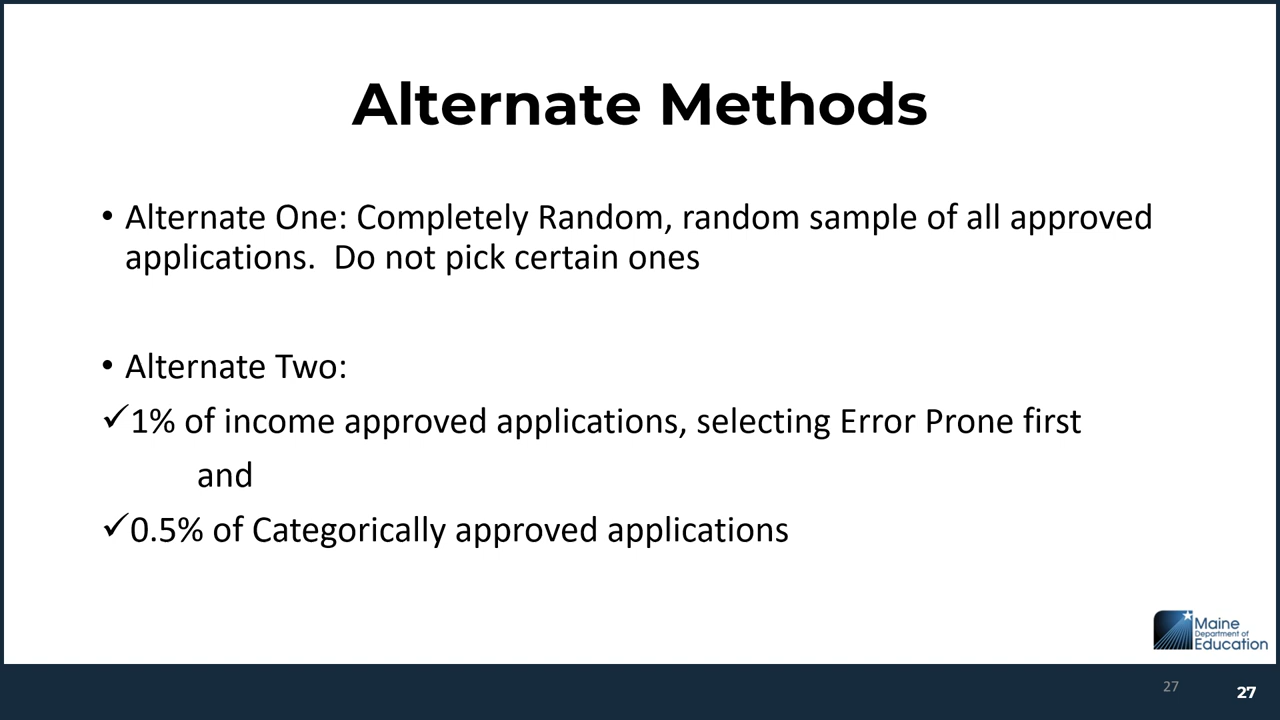 Alternate Methods
• Alternate One: Completely Random, random sample of all approved
applications.  Do not pick certain ones
• Alternate Two:
✓1% of income approved applications, selecting Error Prone first
and
✓0.5% of Categorically approved applications
Maine
Department of
Education
27
27